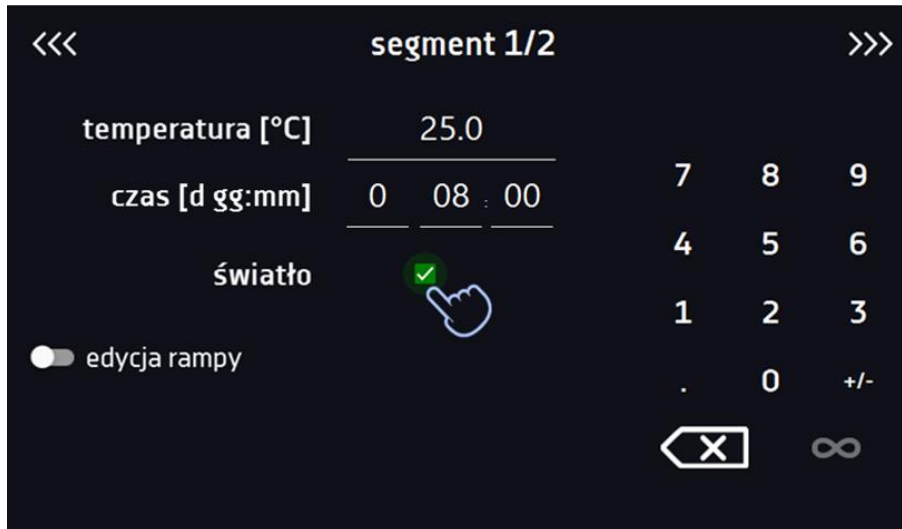 <<< segment 1/2 >>>
temperatura [°C] 25.0
czas [d gg:mm] 0 08 : 00
światło
edycja rampy
7 8 9
4 5 6
1 2 3
. 0 +/-
∞